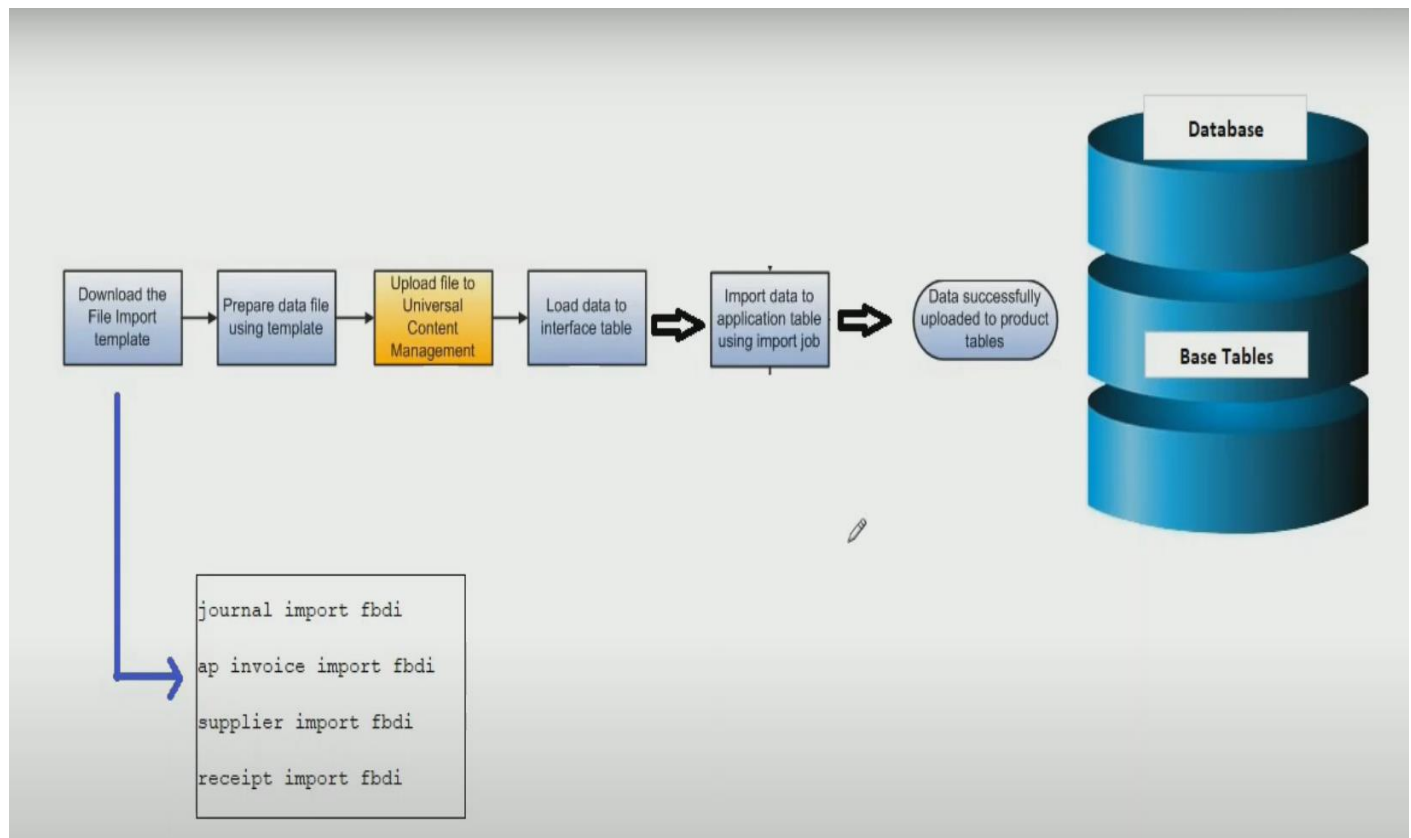 Database
Download the
File Import
template
Prepare data file
using template
Upload file to
Universal
Content
Management
Load data to
interface table
Import data to
application table
using import job
Data successfully
uploaded to product
tables
Base Tables
journal import fbdi
ap invoice import fbdi
supplier import fbdi
receipt import fbdi